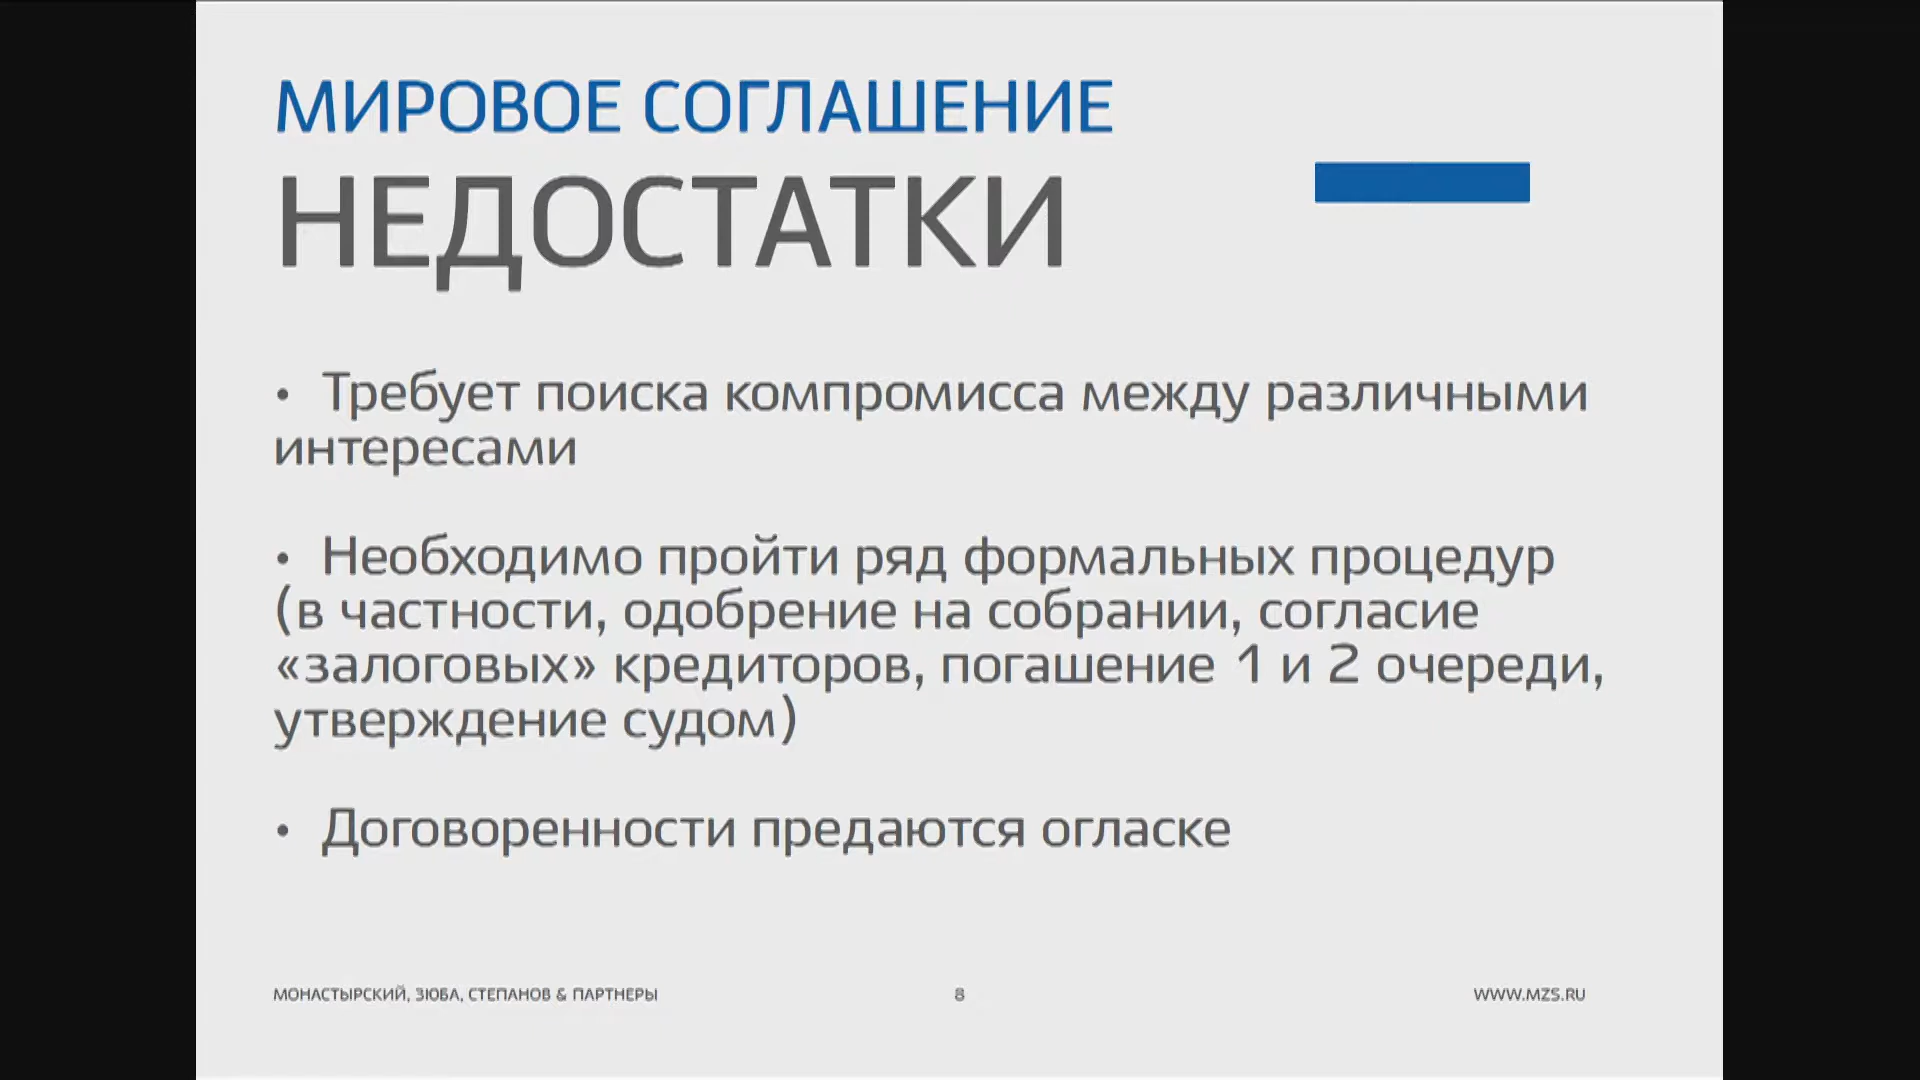 МИРОВОЕ СОГЛАШЕНИЕ
НЕДОСТАТКИ
• Требует поиска компромисса между различными
интересами
• Необходимо пройти ряд формальных процедур
(в частности, одобрение на собрании, согласие
«залоговых» кредиторов, погашение 1 и 2 очереди,
утверждение судом)
• Договоренности предаются огласке
МОНАСТЫРСКИЙ, ЗЮБА, СТЕПАНОВ & ПАРТНЕРЫ
8
WWW.MZS.RU